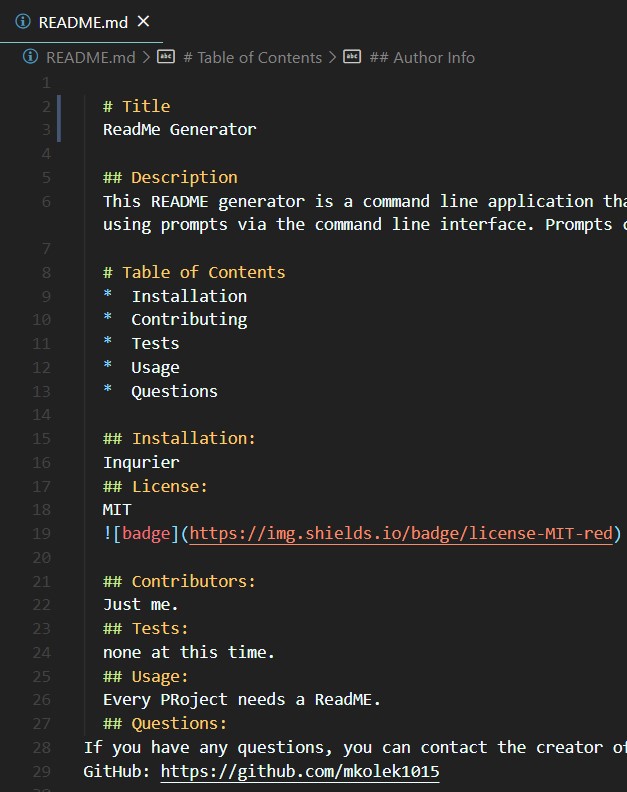 README.md
README.md > # Table of Contents > ## Author Info
1
2 # Title
3 ReadMe Generator
4
5 ## Description
6 This README generator is a command line application tha
using prompts via the command line interface. Prompts c
7
8 # Table of Contents
9 * Installation
10 * Contributing
11 * Tests
12 * Usage
13 * Questions
14
15 ## Installation:
16 Inqurier
17 ## License:
18 MIT
19 ![badge](https://img.shields.io/badge/license-MIT-red)
20
21 ## Contributors:
22 Just me.
23 ## Tests:
24 none at this time.
25 ## Usage:
26 Every PRoject needs a ReadME.
27 ## Questions:
28 If you have any questions, you can contact the creator of
29 GitHub: https://github.com/mkolek1015